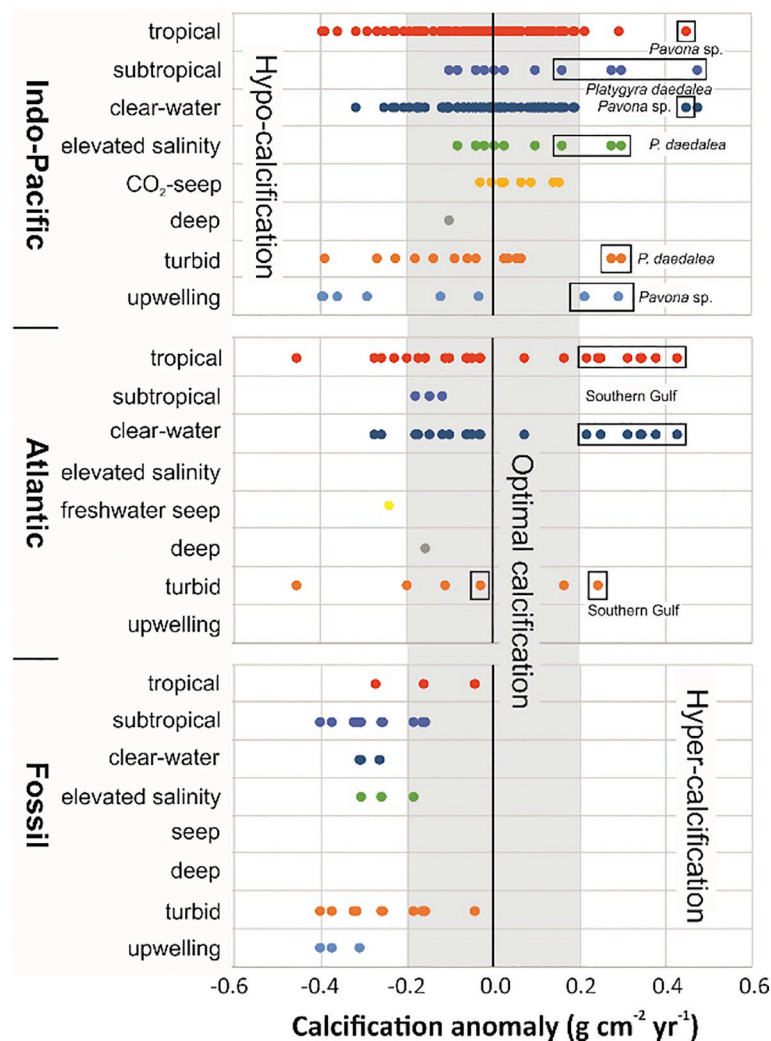 Indo-Pacific
tropical
Pavona sp.
subtropical
Platygyra daedalea
clear-water
Pavona sp.
elevated salinity
P. daedalea
CO₂-seep
deep
turbid
P. daedalea
upwelling
Pavona sp.
Hypo-calcification
Atlantic
tropical
subtropical
Southern Gulf
clear-water
elevated salinity
freshwater seep
deep
turbid
Southern Gulf
upwelling
Optimal calcification
Fossil
tropical
subtropical
clear-water
elevated salinity
seep
deep
turbid
upwelling
Hyper-calcification
-0.6 -0.4 -0.2 0.0 0.2 0.4 0.6
Calcification anomaly (g cm⁻² yr⁻¹)